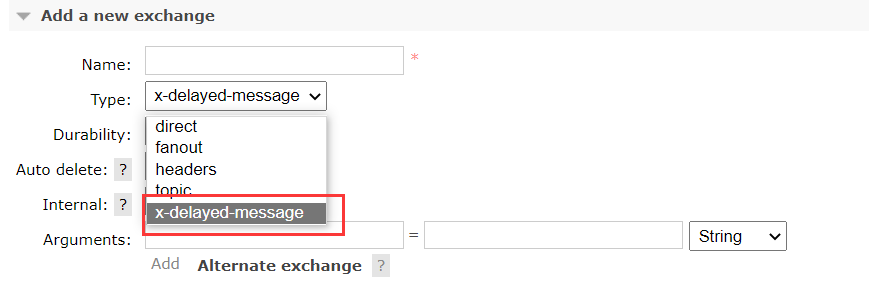 Add a new exchange
Name: *
Type: x-delayed-message
direct
Durability:
fanout
Auto delete: ?
headers
topic
Internal: ?
x-delayed-message
Arguments: = String
Add Alternate exchange ?